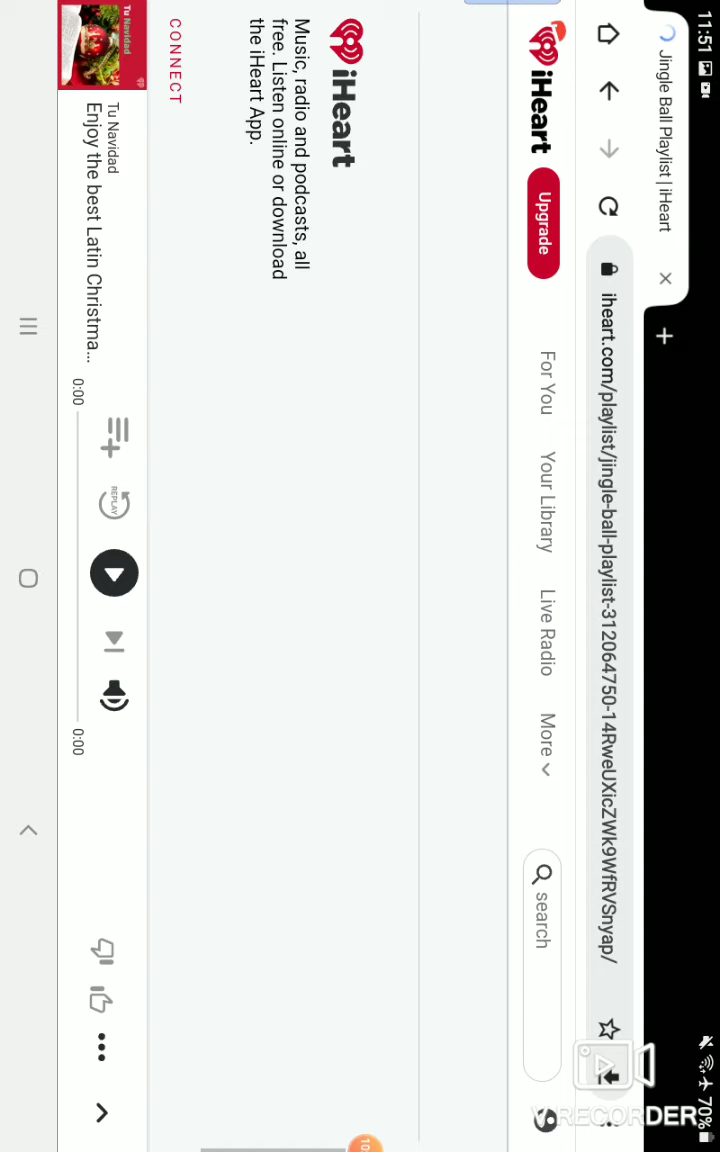 11:51
70%
Jingle Ball Playlist | iHeart
iheart.com/playlist/jingle-ball-playlist-312064750-14RweUXicZWk9WfRVSnyap/
iHeart
Upgrade
For You
Your Library
Live Radio
More
search
RECORDER
iHeart
Music, radio and podcasts, all
free. Listen online or download
the iHeart App.
CONNECT
Tu Navidad
Tu Navidad
Enjoy the best Latin Christma...
REPLAY
0:00
0:00